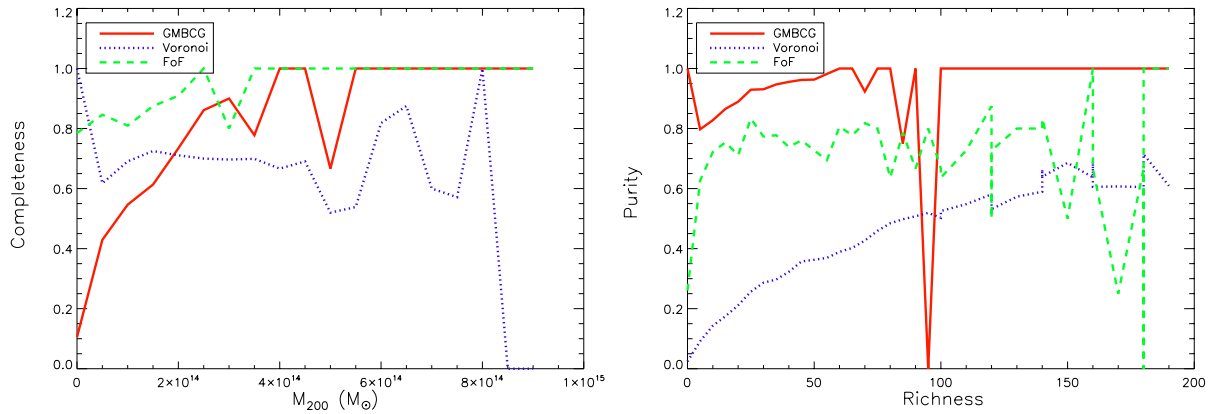 1.2
1.0
0.8
0.6
0.4
0.2
0.0
Completeness
GMBCG
Voronoi
FoF
0
2×10¹⁴
4×10¹⁴
6×10¹⁴
8×10¹⁴
1×10¹⁵
M₂₀₀ (M☉)
1.2
1.0
0.8
0.6
0.4
0.2
0.0
Purity
GMBCG
Voronoi
FoF
0
50
100
150
200
Richness